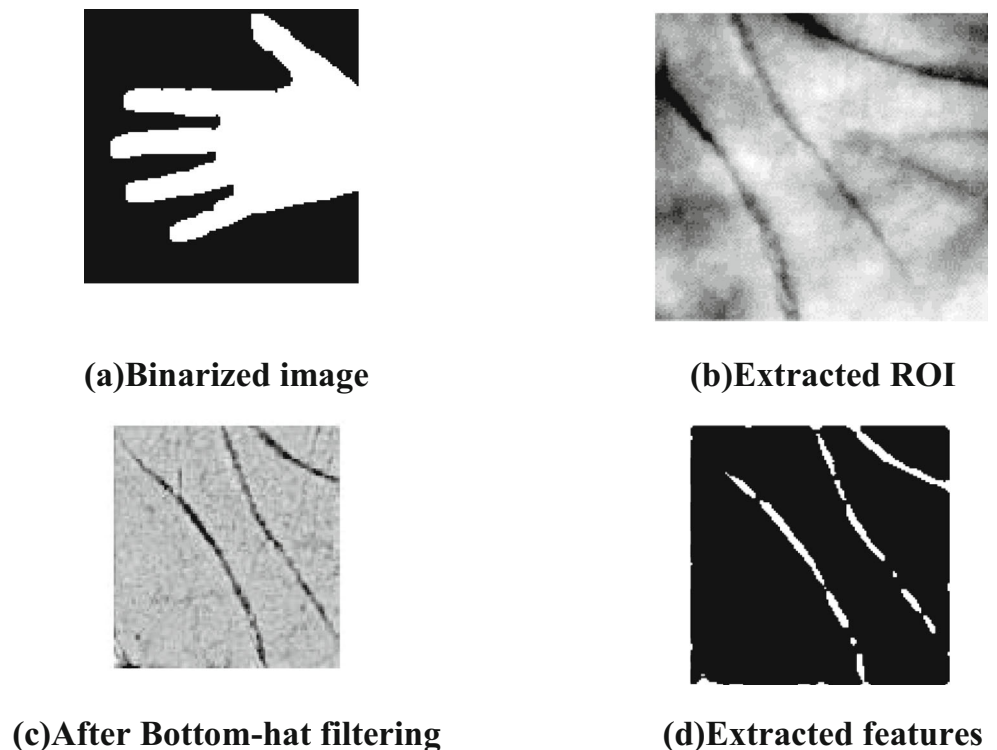 (a)Binarized image
(b)Extracted ROI
(c)After Bottom-hat filtering
(d)Extracted features